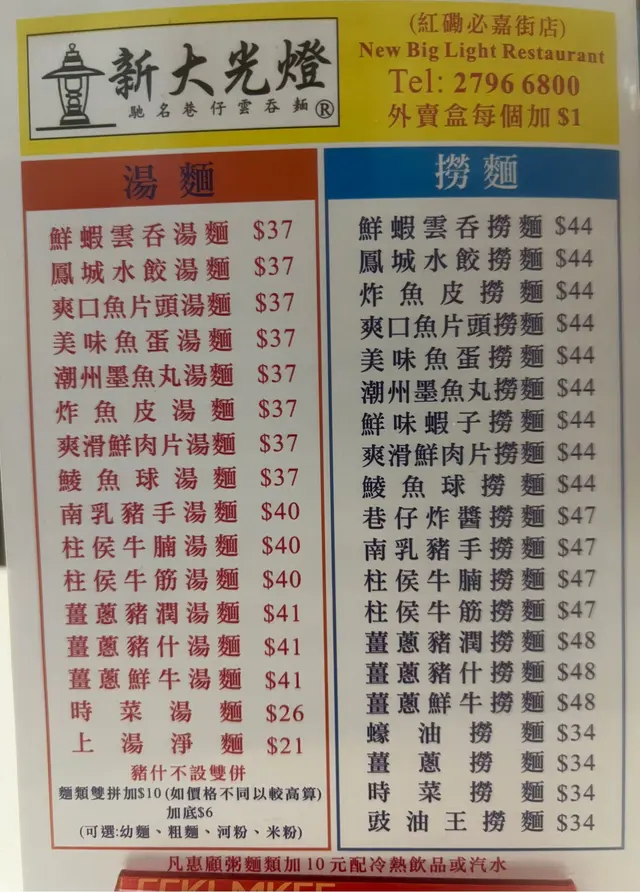 新大光燈
馳名巷仔雲吞麵®
(紅磡必嘉街店)
New Big Light Restaurant
Tel: 2796 6800
外賣盒每個加 $1
湯麵
鮮蝦雲吞湯麵 $37
鳳城水餃湯麵 $37
爽口魚片頭湯麵 $37
美味魚蛋湯麵 $37
潮州墨魚丸湯麵 $37
炸魚皮湯麵 $37
爽滑鮮肉片湯麵 $37
鯪魚球湯麵 $37
南乳豬手湯麵 $40
柱侯牛腩湯麵 $40
柱侯牛筋湯麵 $40
薑蔥豬潤湯麵 $41
薑蔥豬什湯麵 $41
薑蔥鮮牛湯麵 $41
時菜湯麵 $26
上湯淨麵 $21
豬什不設雙併
麵類雙拼加$10 (如價格不同以較高算)
加底$6
(可選:幼麵、粗麵、河粉、米粉)
撈麵
鮮蝦雲吞撈麵 $44
鳳城水餃撈麵 $44
炸魚皮撈麵 $44
爽口魚片頭撈麵 $44
美味魚蛋撈麵 $44
潮州墨魚丸撈麵 $44
鮮味蝦子撈麵 $44
爽滑鮮肉片撈麵 $44
鯪魚球撈麵 $44
巷仔炸醬撈麵 $47
南乳豬手撈麵 $47
柱侯牛腩撈麵 $47
柱侯牛筋撈麵 $47
薑蔥豬潤撈麵 $48
薑蔥豬什撈麵 $48
薑蔥鮮牛撈麵 $48
蠔油撈麵 $34
薑蔥撈麵 $34
時菜撈麵 $34
豉油王撈麵 $34
凡惠顧粥麵類加 10 元配冷熱飲品或汽水